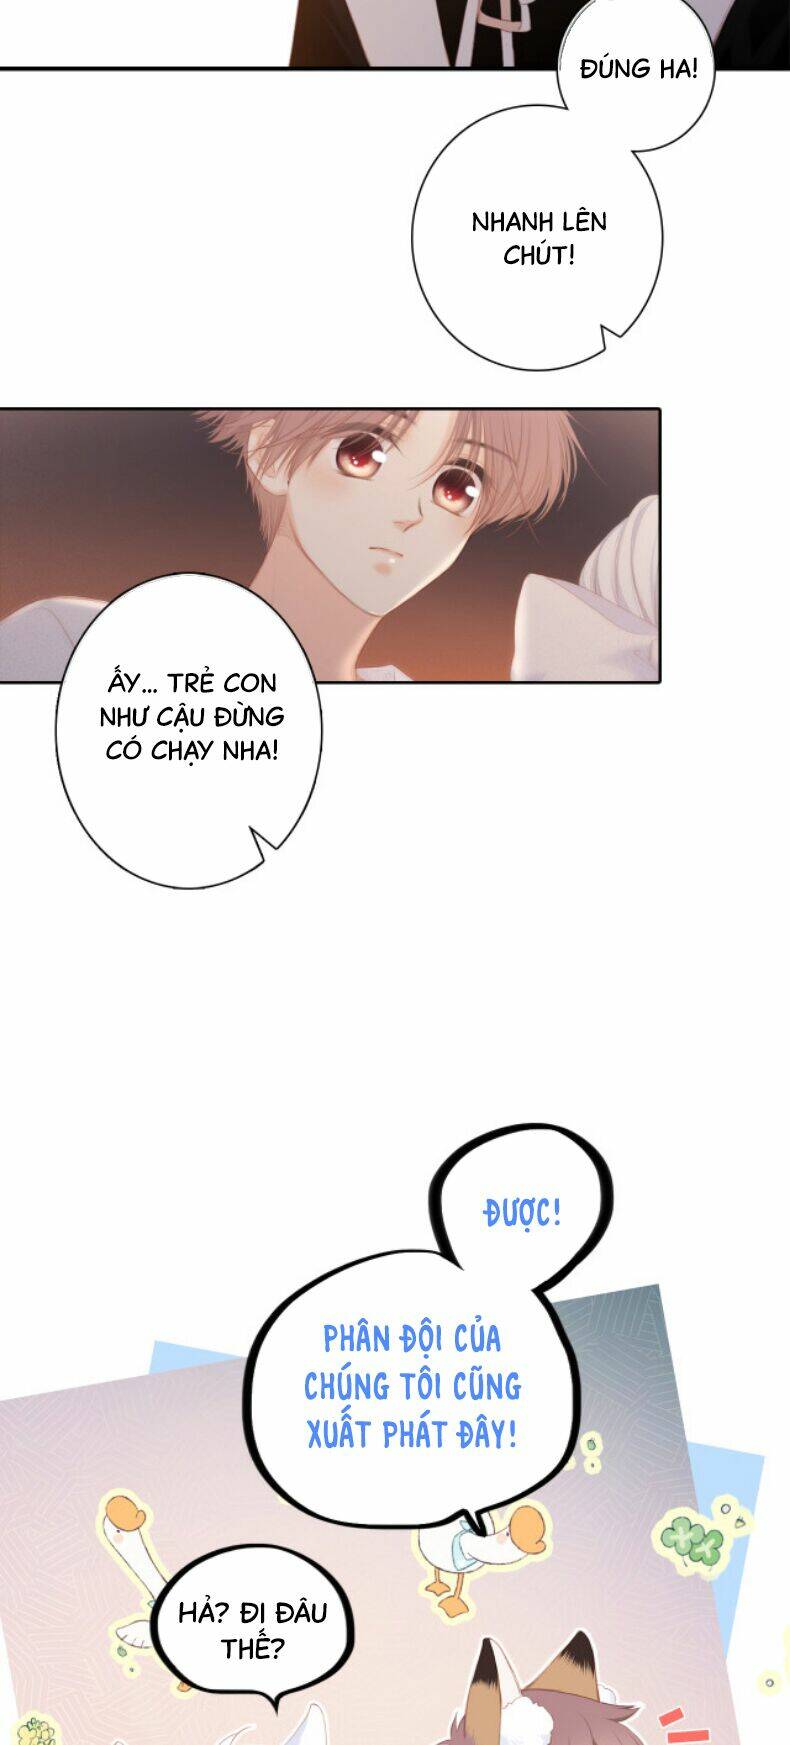 ĐÚNG HA!
NHANH LÊN
CHÚT!
ẤY... TRẺ CON
NHƯ CẬU ĐỪNG
CÓ CHẠY NHA!
ĐƯỢC!
PHÂN ĐỘI CỦA
CHÚNG TÔI CŨNG
XUẤT PHÁT ĐÂY!
HẢ? ĐI ĐÂU
THẾ?